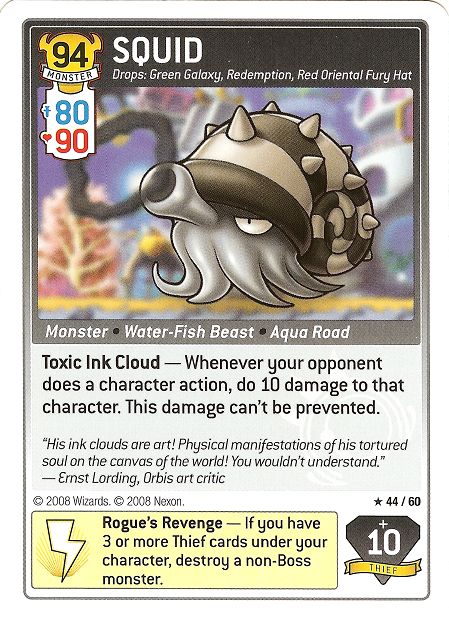 94
MONSTER
SQUID
Drops: Green Galaxy, Redemption, Red Oriental Fury Hat
80
90
Monster • Water-Fish Beast • Aqua Road
Toxic Ink Cloud — Whenever your opponent
does a character action, do 10 damage to that
character. This damage can't be prevented.
“His ink clouds are art! Physical manifestations of his tortured
soul on the canvas of the world! You wouldn't understand.”
— Ernst Lording, Orbis art critic
© 2008 Wizards. © 2008 Nexon.
★ 44 / 60
Rogue's Revenge — If you have
3 or more Thief cards under your
character, destroy a non-Boss
monster.
+
10
THIEF